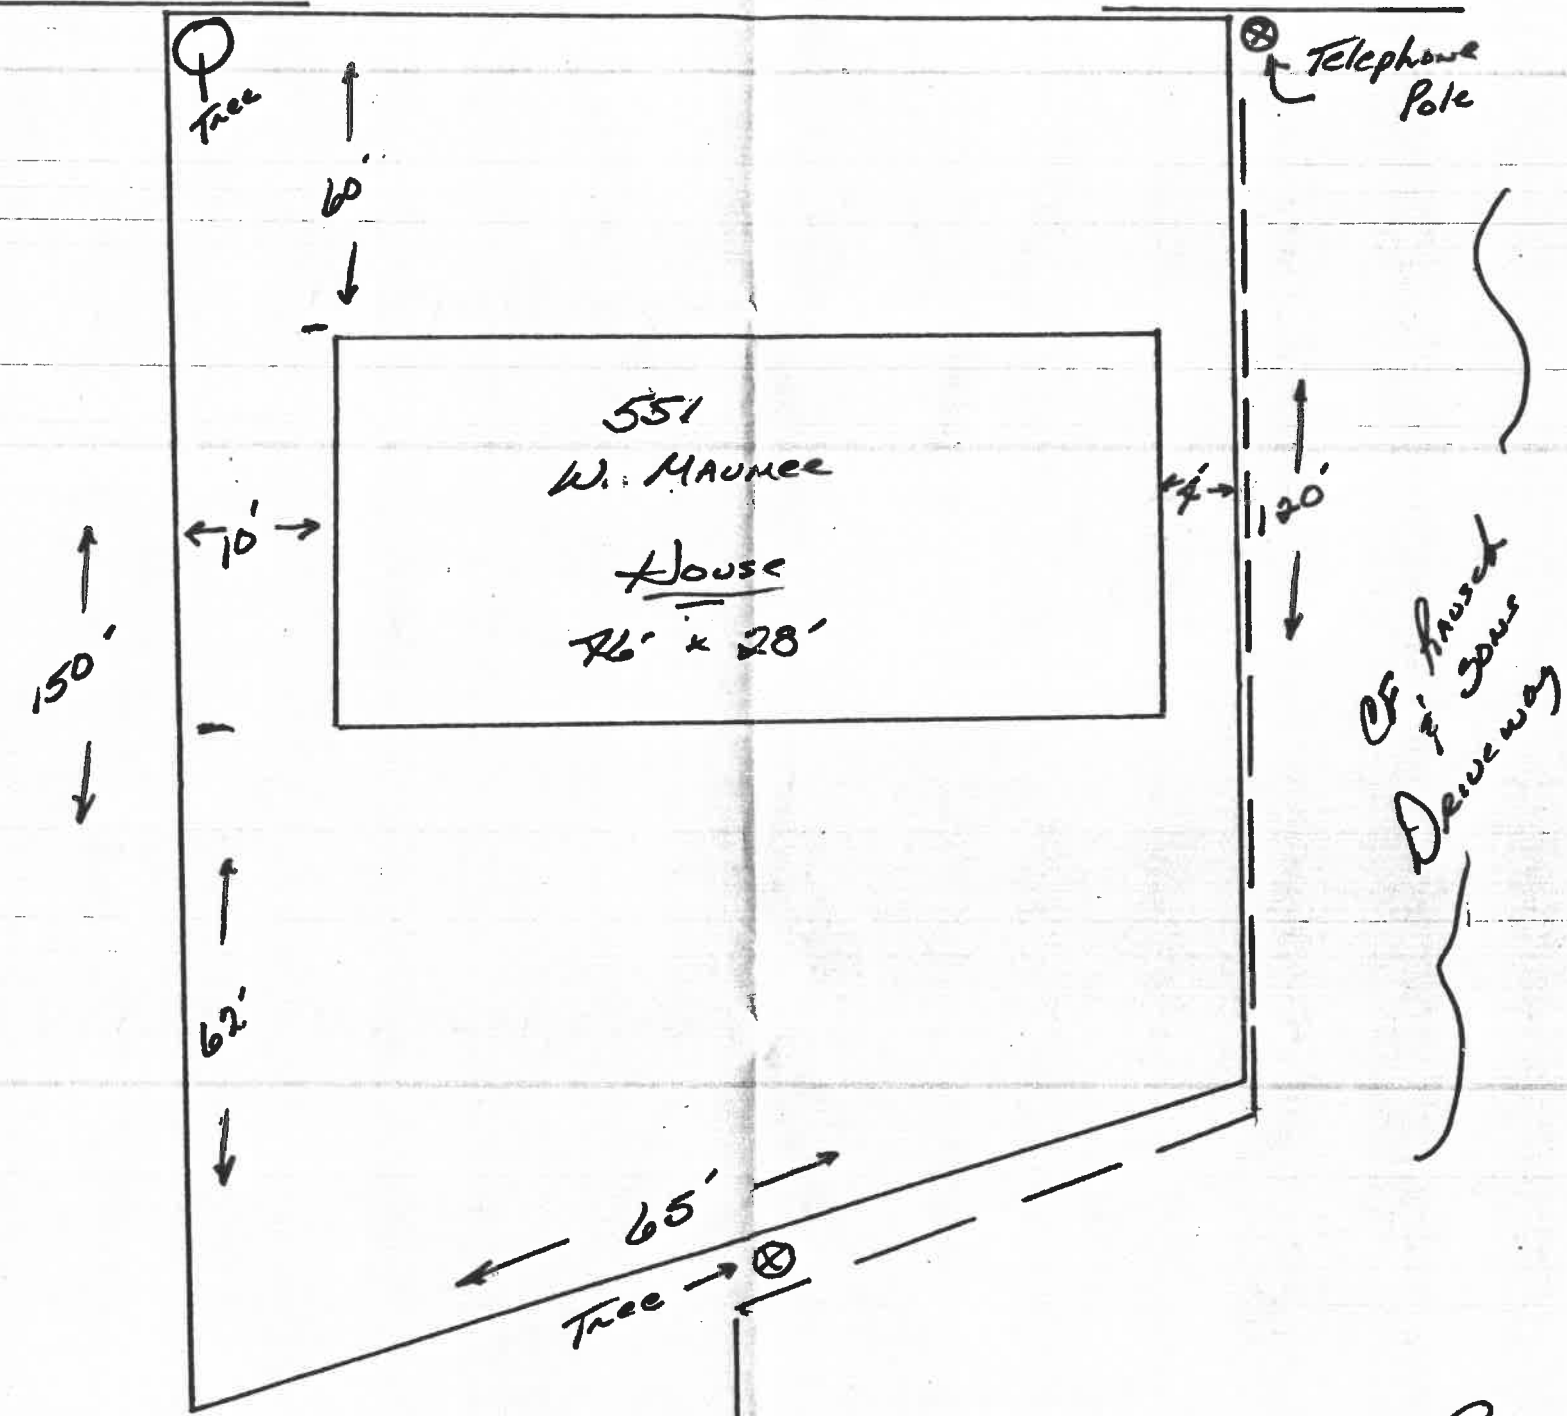 Tree
Telephone
Pole
60'
551
W. Maumee
House
46' x 28'
10'
4'
120'
150'
CF Rausch
& Sons
Driveway
62'
65'
Tree